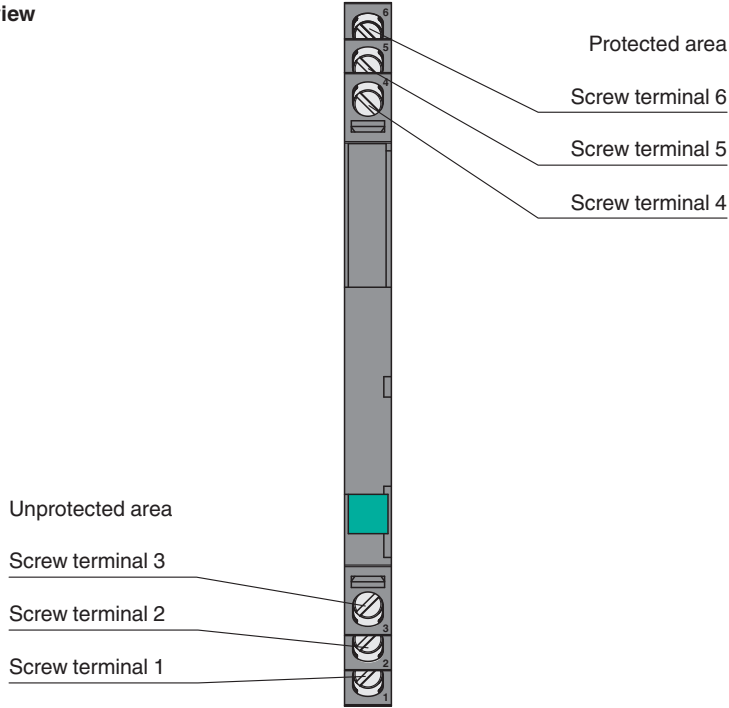 6
Protected area
5
4
Screw terminal 6
Screw terminal 5
Screw terminal 4
Unprotected area
Screw terminal 3
Screw terminal 2
Screw terminal 1
3
2
1